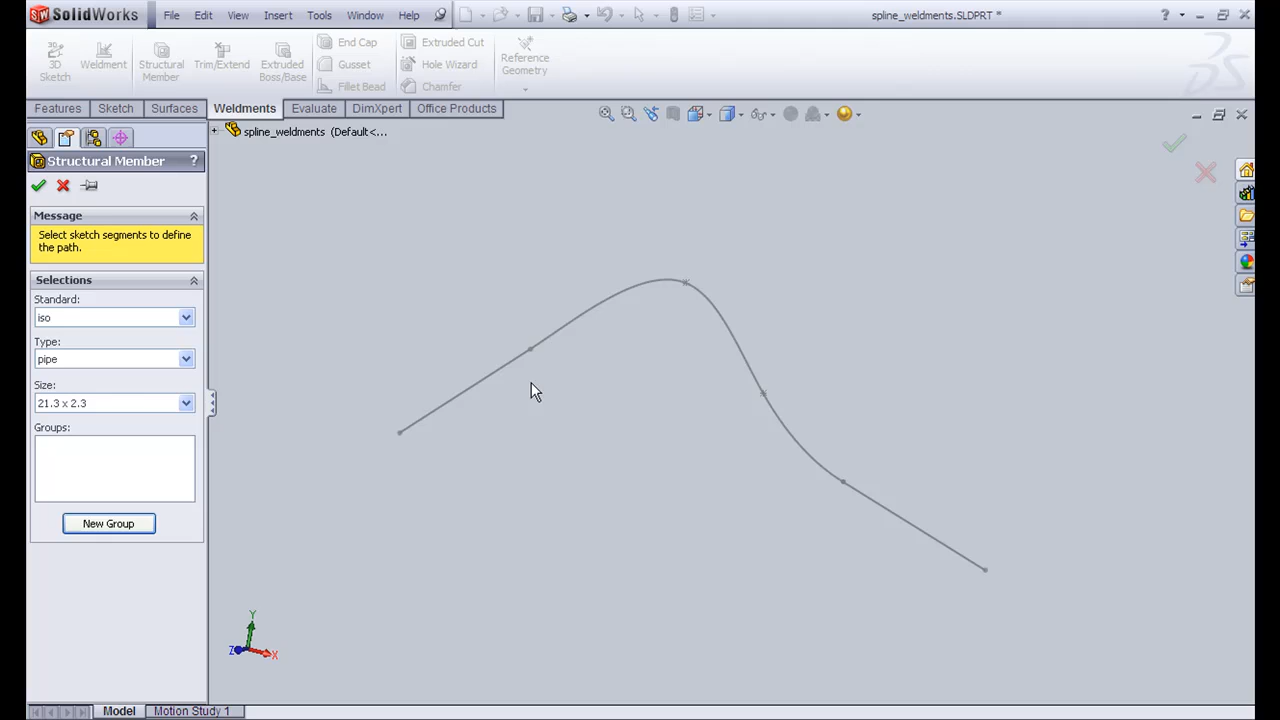 SolidWorks
File Edit View Insert Tools Window Help
spline_weldments.SLDPRT *
3D
Sketch
Weldment
Structural
Member
Trim/Extend
Extruded
Boss/Base
End Cap
Gusset
Fillet Bead
Extruded Cut
Hole Wizard
Chamfer
Reference
Geometry
Features Sketch Surfaces Weldments Evaluate DimXpert Office Products
spline_weldments (Default<...
Structural Member ?
Message
Select sketch segments to define
the path.
Selections
Standard:
iso
Type:
pipe
Size:
21.3 x 2.3
Groups:
New Group
Y
Z
X
Model Motion Study 1